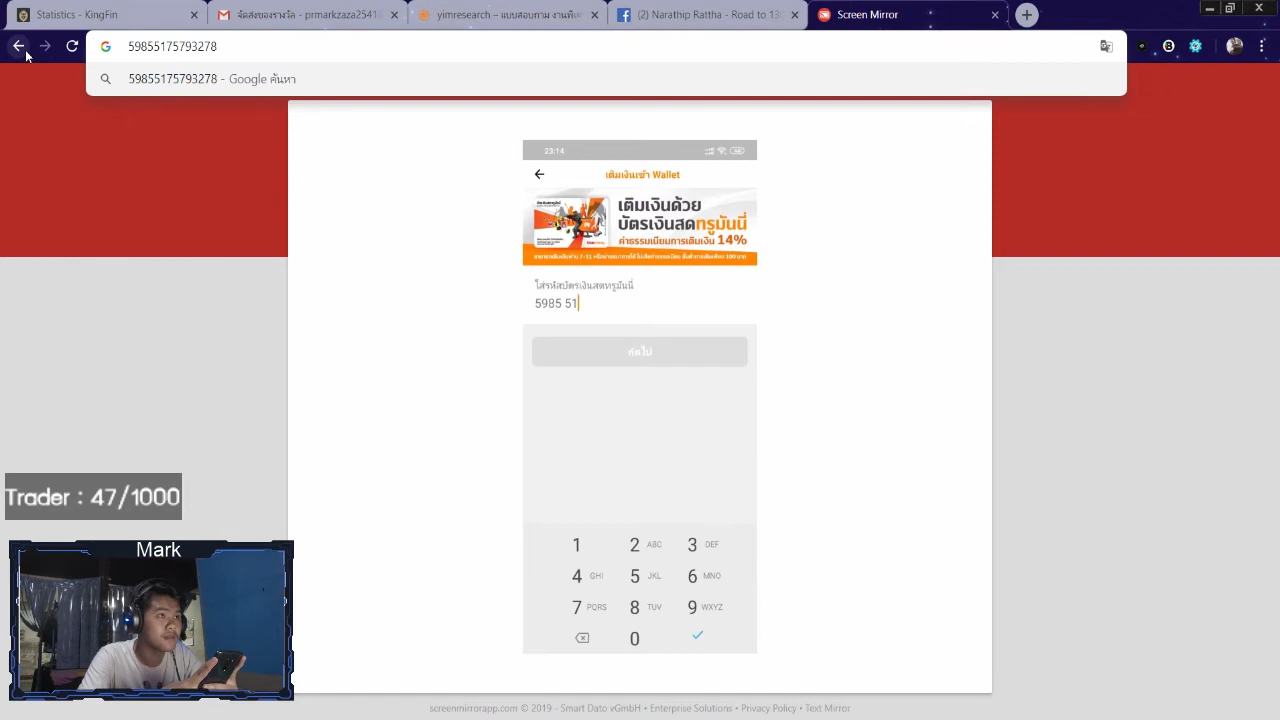 Statistics - KingFin
จัดส่งของรางวัล - prmarkzaza25418
yimresearch – แบบสอบถาม งานพิเศ
(2) Narathip Rattha - Road to 13
Screen Mirror
59855175793278
59855175793278 - Google ค้นหา
23:14
เติมเงินเข้า Wallet
เติมเงินด้วย
บัตรเงินสดทรูมันนี่
ค่าธรรมเนียมการเติมเงิน 14%
ใส่รหัสบัตรเงินสดทรูมันนี่
5985 51
ต่อไป
1
2 ABC
3 DEF
4 GHI
5 JKL
6 MNO
7 PQRS
8 TUV
9 WXYZ
0
Trader : 47/1000
Mark
screenmirrorapp.com © 2019 - Smart Dato vGmbH • Enterprise Solutions • Privacy Policy • Text Mirror